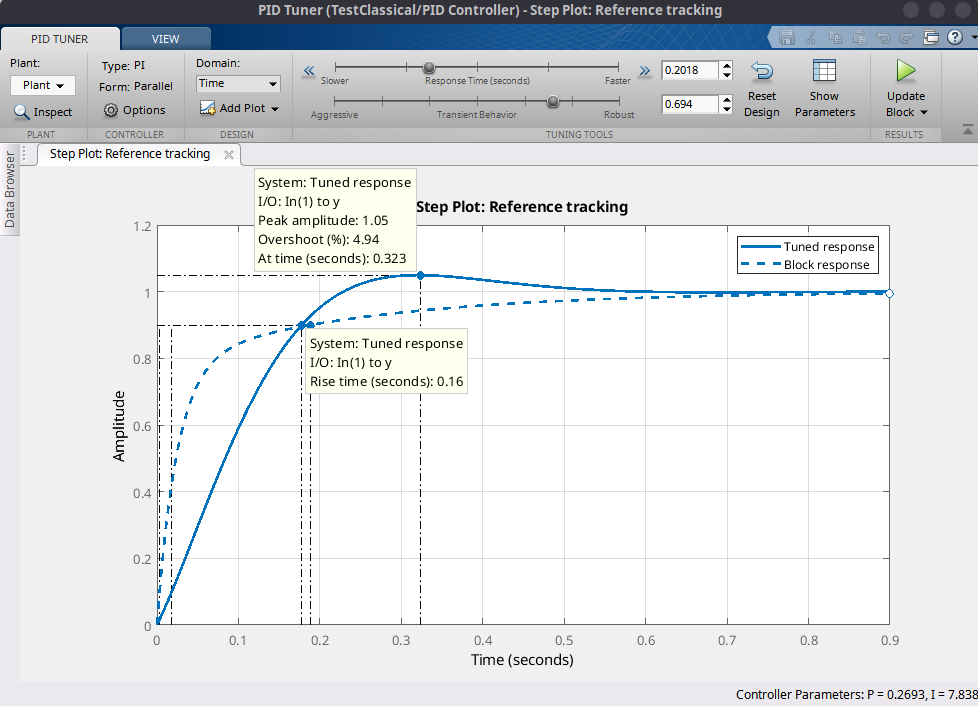 PID Tuner (TestClassical/PID Controller) - Step Plot: Reference tracking
PID TUNER
VIEW
Plant:
Plant
Inspect
PLANT
Type: PI
Form: Parallel
Options
CONTROLLER
Domain:
Time
Add Plot
DESIGN
Slower
Response Time (seconds)
Faster
0.2018
Aggressive
Transient Behavior
Robust
0.694
Reset
Design
Show
Parameters
TUNING TOOLS
Update
Block
RESULTS
Data Browser
Step Plot: Reference tracking
Step Plot: Reference tracking
System: Tuned response
I/O: In(1) to y
Peak amplitude: 1.05
Overshoot (%): 4.94
At time (seconds): 0.323
Tuned response
Block response
System: Tuned response
I/O: In(1) to y
Rise time (seconds): 0.16
Amplitude
1.2
1
0.8
0.6
0.4
0.2
0
0 0.1 0.2 0.3 0.4 0.5 0.6 0.7 0.8 0.9
Time (seconds)
Controller Parameters: P = 0.2693, I = 7.838